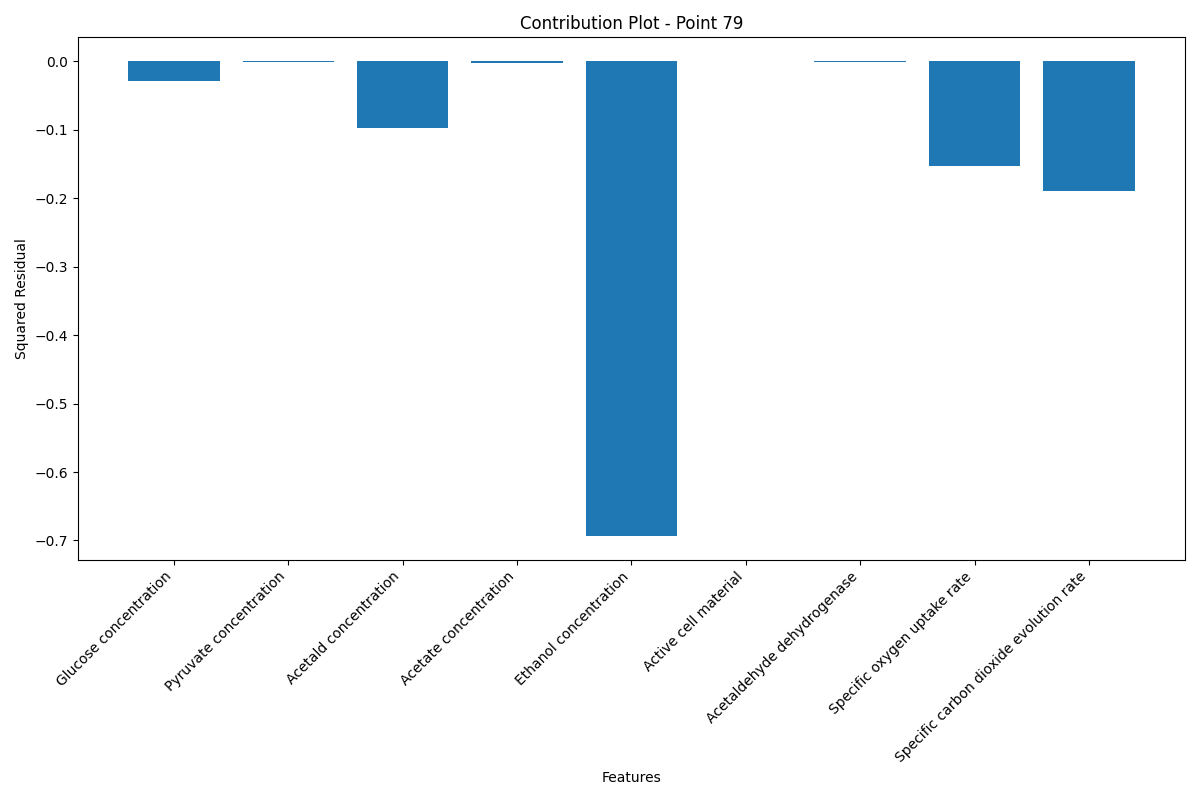 Contribution Plot - Point 79
Squared Residual
0.0
−0.1
−0.2
−0.3
−0.4
−0.5
−0.6
−0.7
Glucose concentration
Pyruvate concentration
Acetald concentration
Acetate concentration
Ethanol concentration
Active cell material
Acetaldehyde dehydrogenase
Specific oxygen uptake rate
Specific carbon dioxide evolution rate
Features